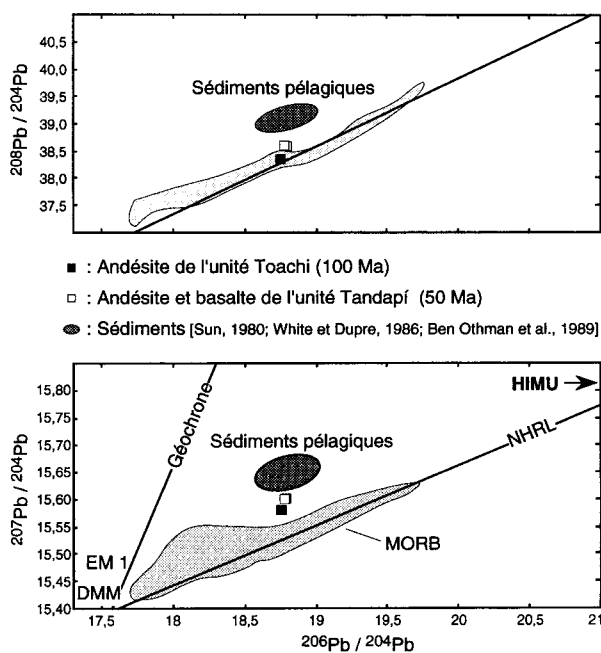 208Pb / 204Pb
41,0
40,5
40,0
39,5
39,0
38,5
38,0
37,5
Sédiments pélagiques
■ : Andésite de l'unité Toachi (100 Ma)
□ : Andésite et basalte de l'unité Tandapí (50 Ma)
: Sédiments [Sun, 1980; White et Dupre, 1986; Ben Othman et al., 1989]
207Pb / 204Pb
15,80
15,75
15,70
15,65
15,60
15,55
15,50
15,45
15,40
Géochrone
HIMU
NHRL
Sédiments pélagiques
MORB
EM 1
DMM
17,5 18 18,5 19 19,5 20 20,5 21
206Pb / 204Pb